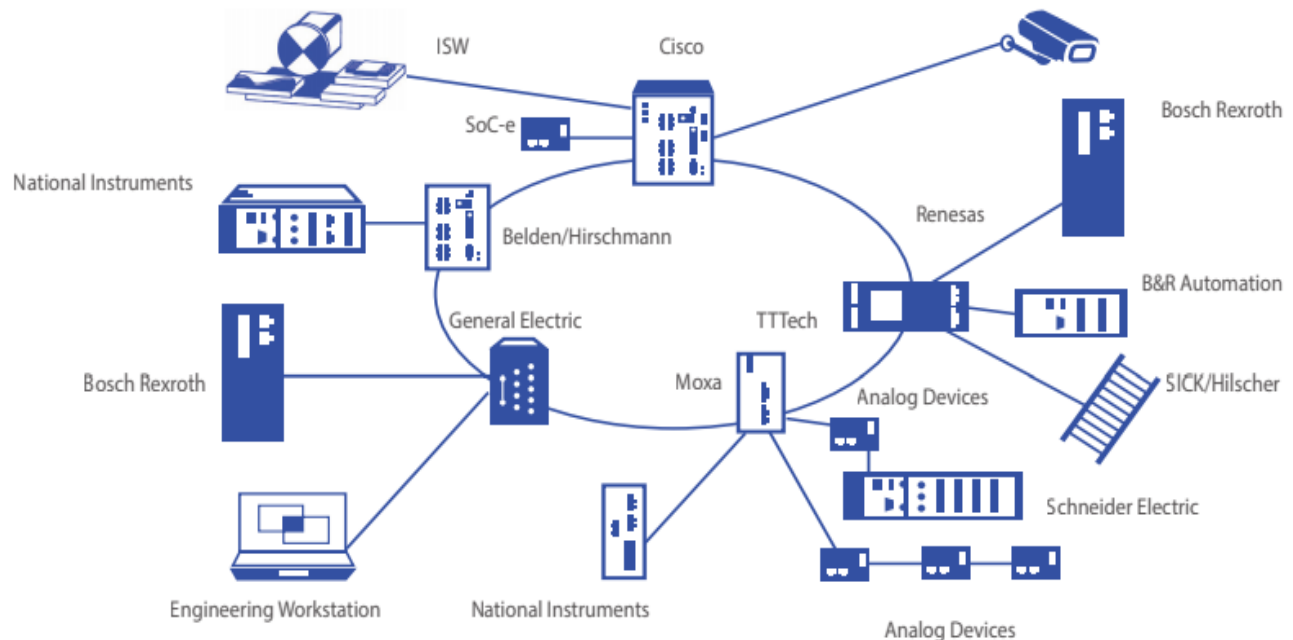 ISW
Cisco
SoC-e
Bosch Rexroth
National Instruments
Renesas
Belden/Hirschmann
B&R Automation
General Electric
TTTech
Bosch Rexroth
Moxa
Analog Devices
SICK/Hilscher
Schneider Electric
Engineering Workstation
National Instruments
Analog Devices